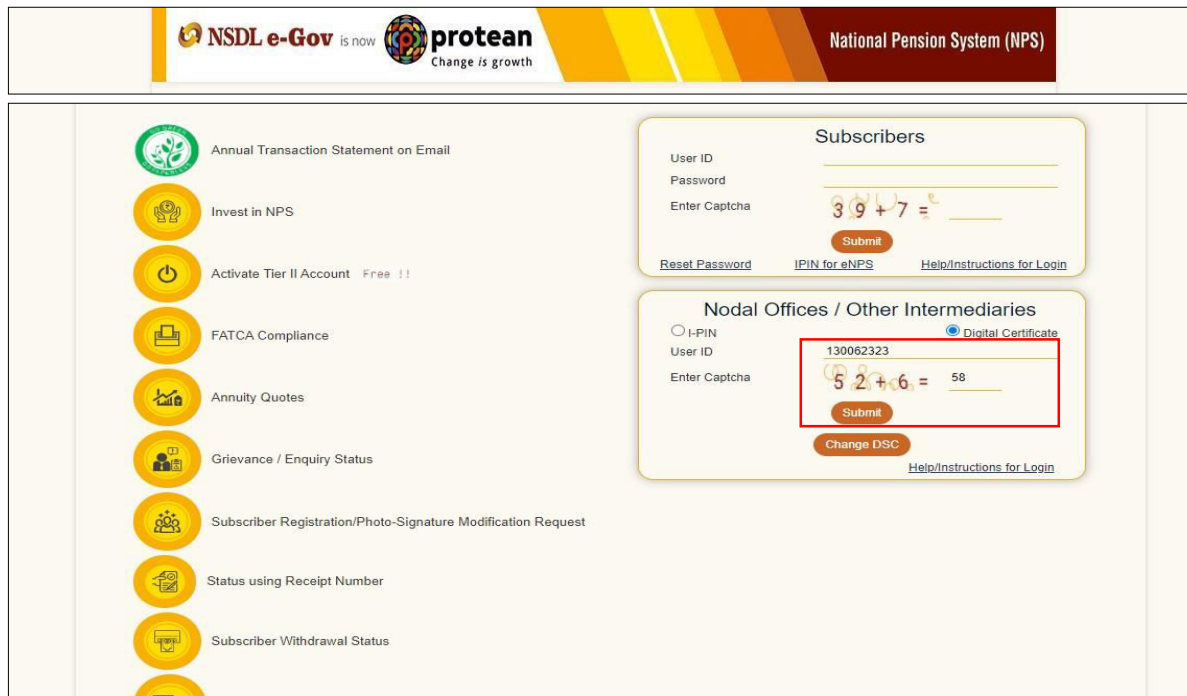 NSDL e-Gov is now protean
Change is growth
National Pension System (NPS)
Annual Transaction Statement on Email
Invest in NPS
Activate Tier II Account Free !!
FATCA Compliance
Annuity Quotes
Grievance / Enquiry Status
Subscriber Registration/Photo-Signature Modification Request
Status using Receipt Number
Subscriber Withdrawal Status
Subscribers
User ID
Password
Enter Captcha 39 + 7 =
Submit
Reset Password IPIN for eNPS Help/Instructions for Login
Nodal Offices / Other Intermediaries
I-PIN Digital Certificate
User ID 130062323
Enter Captcha 52 + 6 = 58
Submit
Change DSC
Help/Instructions for Login